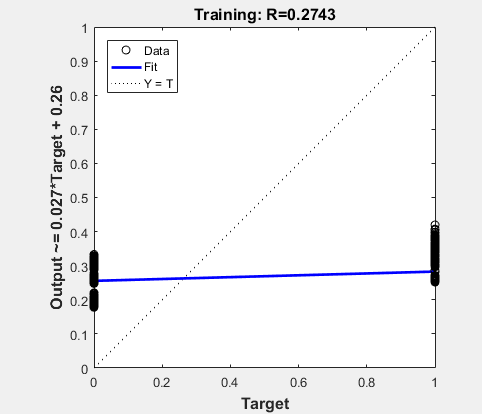 Training: R=0.2743
Output ~= 0.027*Target + 0.26
1
0.9
0.8
0.7
0.6
0.5
0.4
0.3
0.2
0.1
0
Data
Fit
Y = T
0 0.2 0.4 0.6 0.8 1
Target